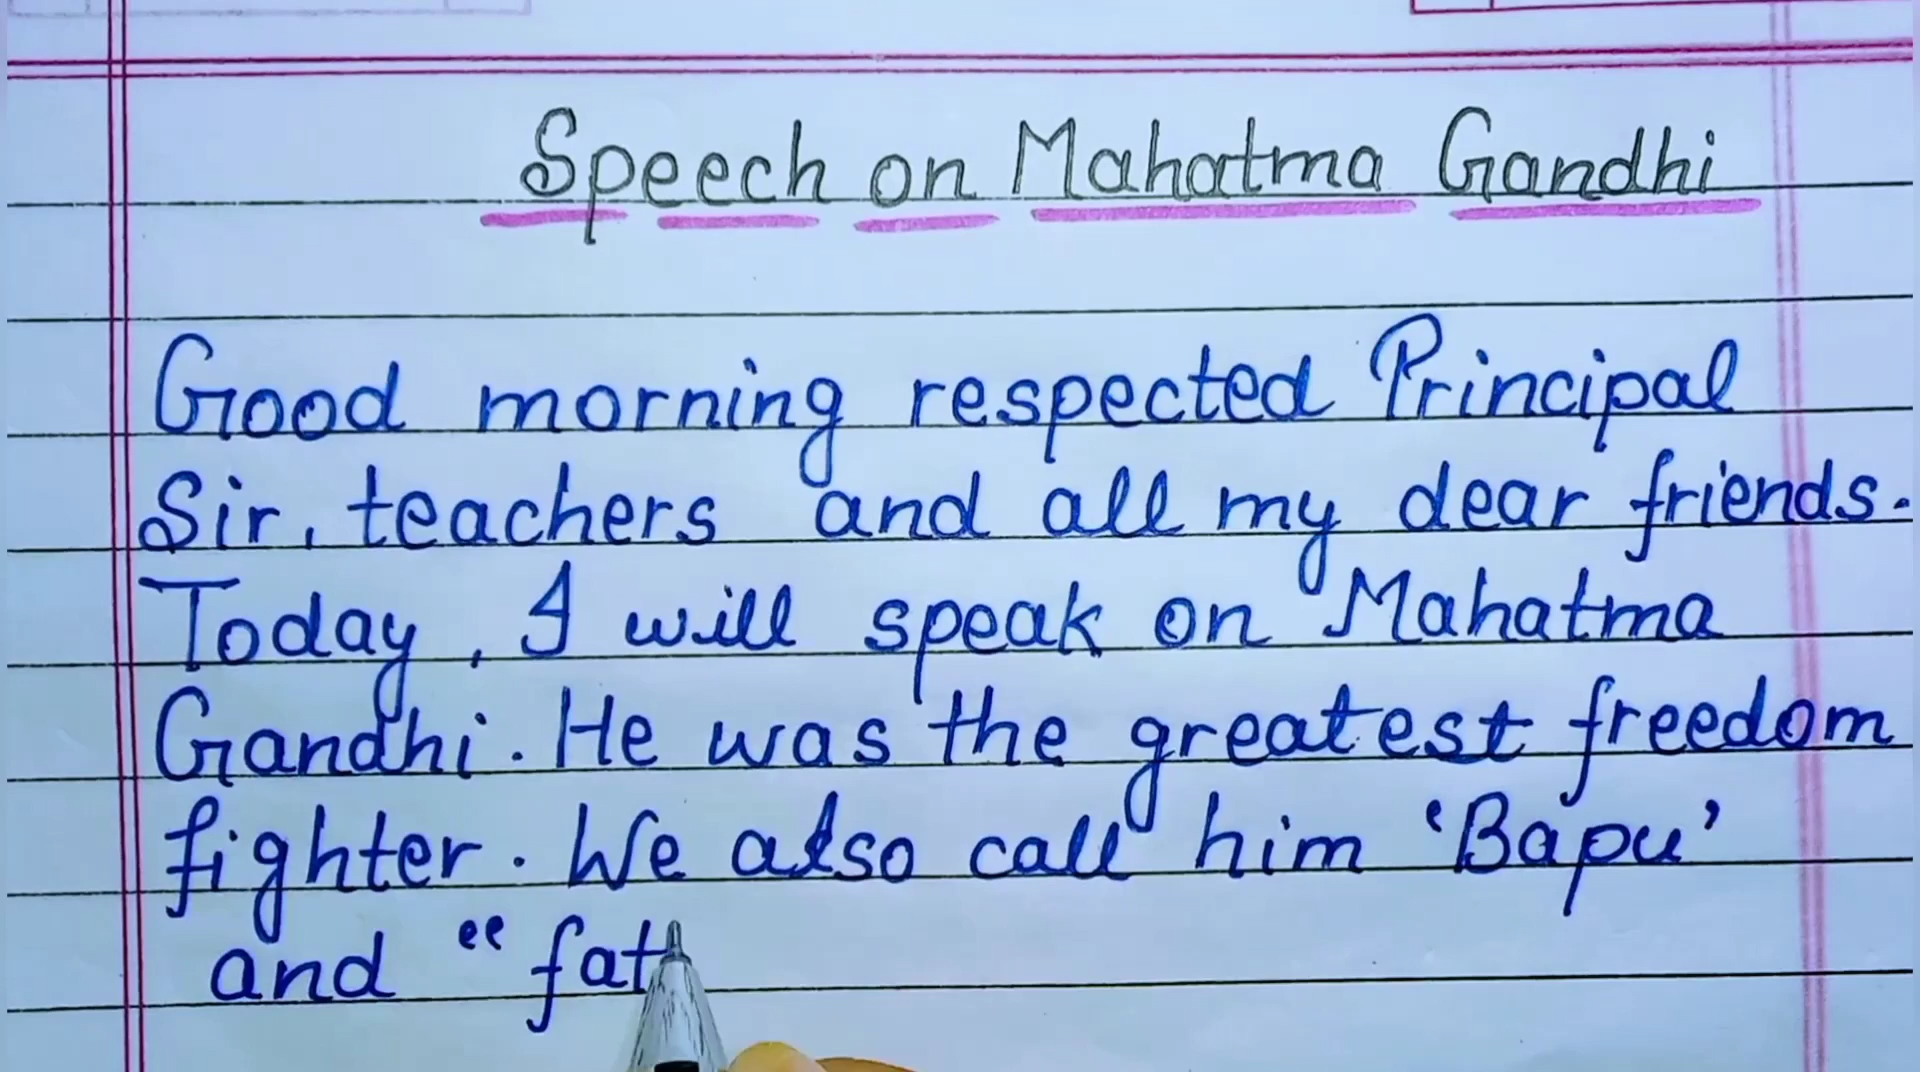 Speech on Mahatma Gandhi
Good morning respected Principal
Sir, teachers and all my dear friends.
Today, I will speak on Mahatma
Gandhi. He was the greatest freedom
fighter. We also call him ‘Bapu’
and “fat